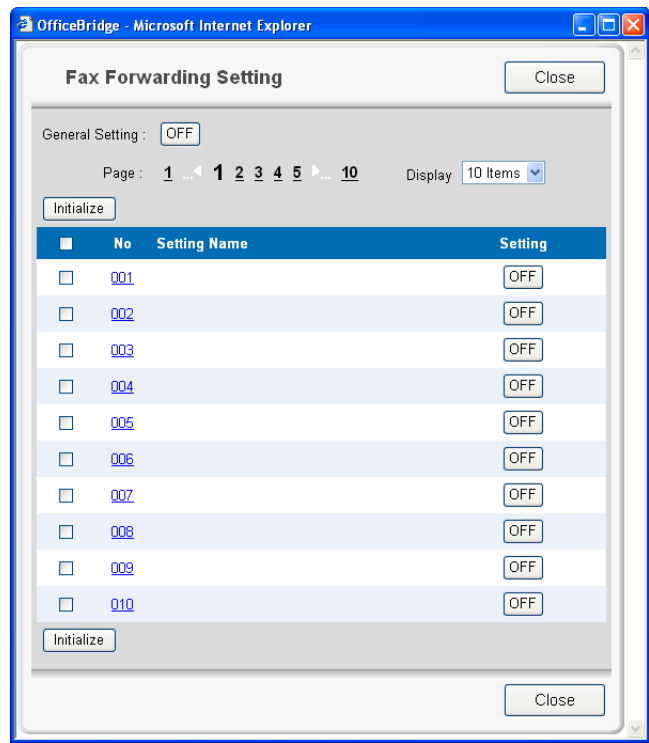 OfficeBridge - Microsoft Internet Explorer
Fax Forwarding Setting Close
General Setting : OFF
Page : 1 ... 1 2 3 4 5 ... 10 Display 10 Items
Initialize
No Setting Name Setting
001 OFF
002 OFF
003 OFF
004 OFF
005 OFF
006 OFF
007 OFF
008 OFF
009 OFF
010 OFF
Initialize
Close